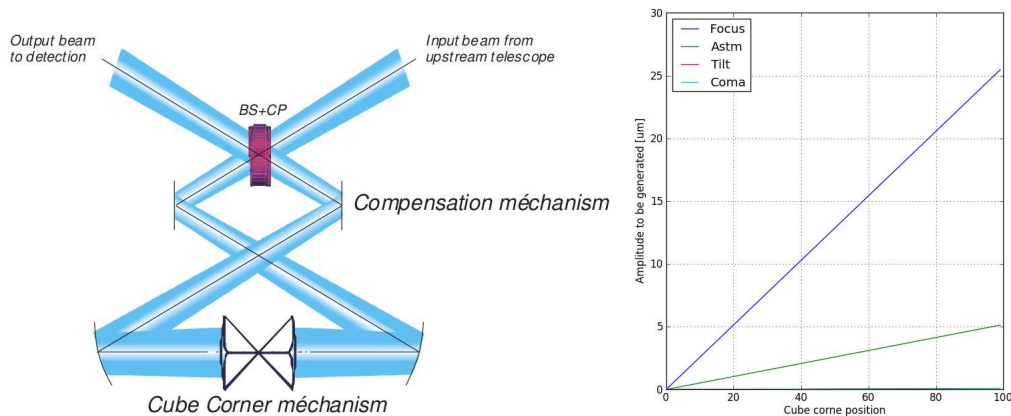 Output beam
to detection
Input beam from
upstream telescope
BS+CP
Compensation méchanism
Cube Corner méchanism
30
25
20
15
10
5
0
Amplitude to be generated [um]
Focus
Astm
Tilt
Coma
0 20 40 60 80 100
Cube corne position